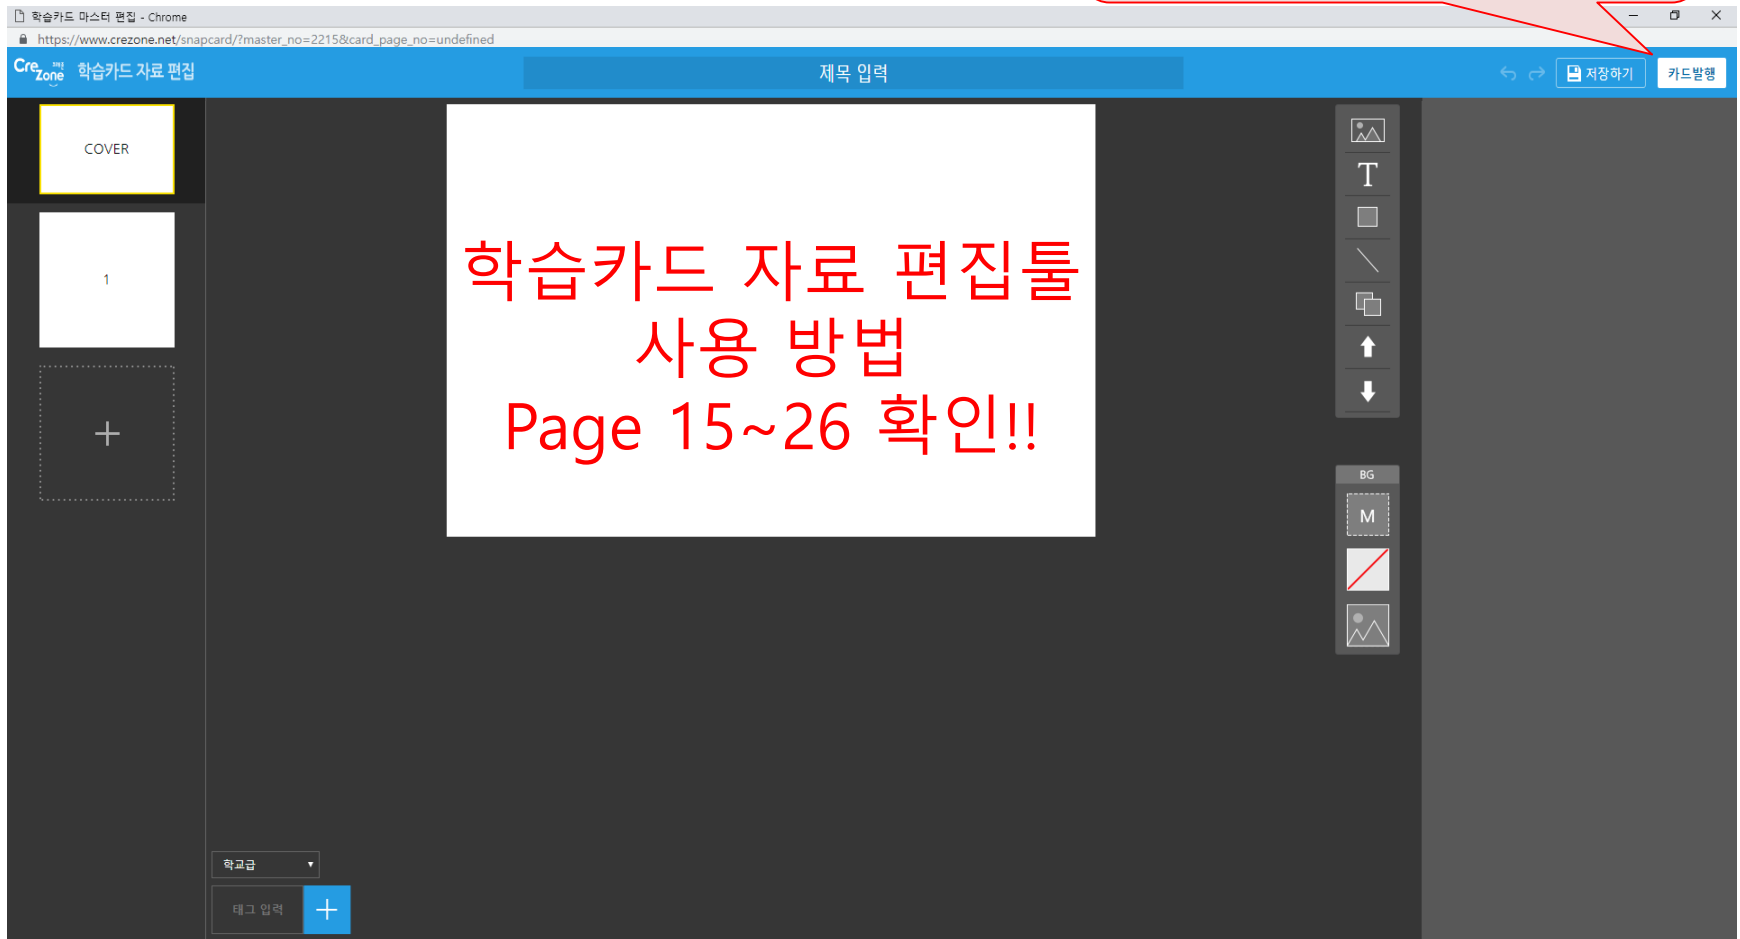 학습카드 마스터 편집 - Chrome
https://www.crezone.net/snapcard/?master_no=2215&card_page_no=undefined
CreZone 학습카드 자료 편집
제목 입력
저장하기
카드발행
COVER
1
학습카드 자료 편집툴
사용 방법
Page 15~26 확인!!
T
BG
M
학교급
태그 입력